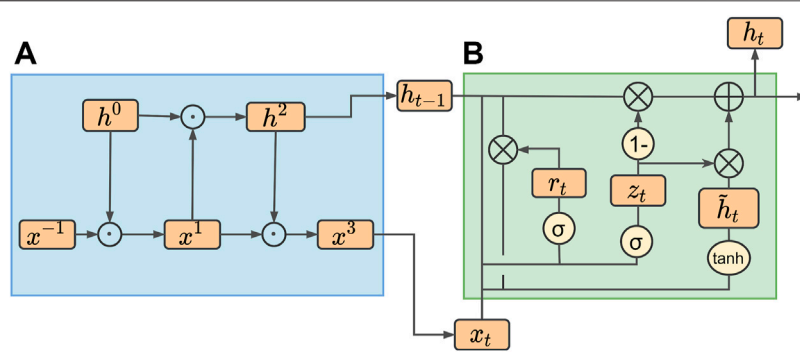 A
B
h_t
h^0
h^2
h_{t-1}
1-
r_t
z_t
h̃_t
x^{-1}
x^1
x^3
σ
σ
tanh
x_t